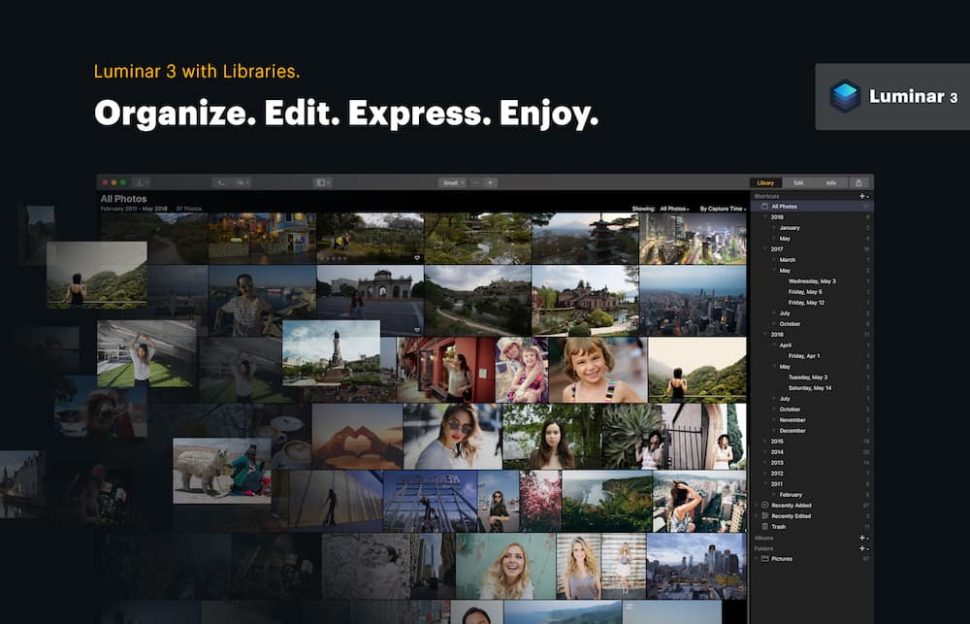 Luminar 3 with Libraries.
Organize. Edit. Express. Enjoy.
Luminar 3
Small
Library
Edit
Info
All Photos
February 2011 - May 2018 97 Photos
Showing: All Photos
By Capture Time
Shortcuts
All Photos
2018
January
May
2017
March
May
Wednesday, May 3
Friday, May 5
Friday, May 12
July
October
2016
April
Friday, Apr 1
May
Tuesday, May 3
Saturday, May 14
July
October
November
December
2015
2014
2013
2012
2011
February
Recently Added
Recently Edited
Trash
Albums
Folders
Pictures